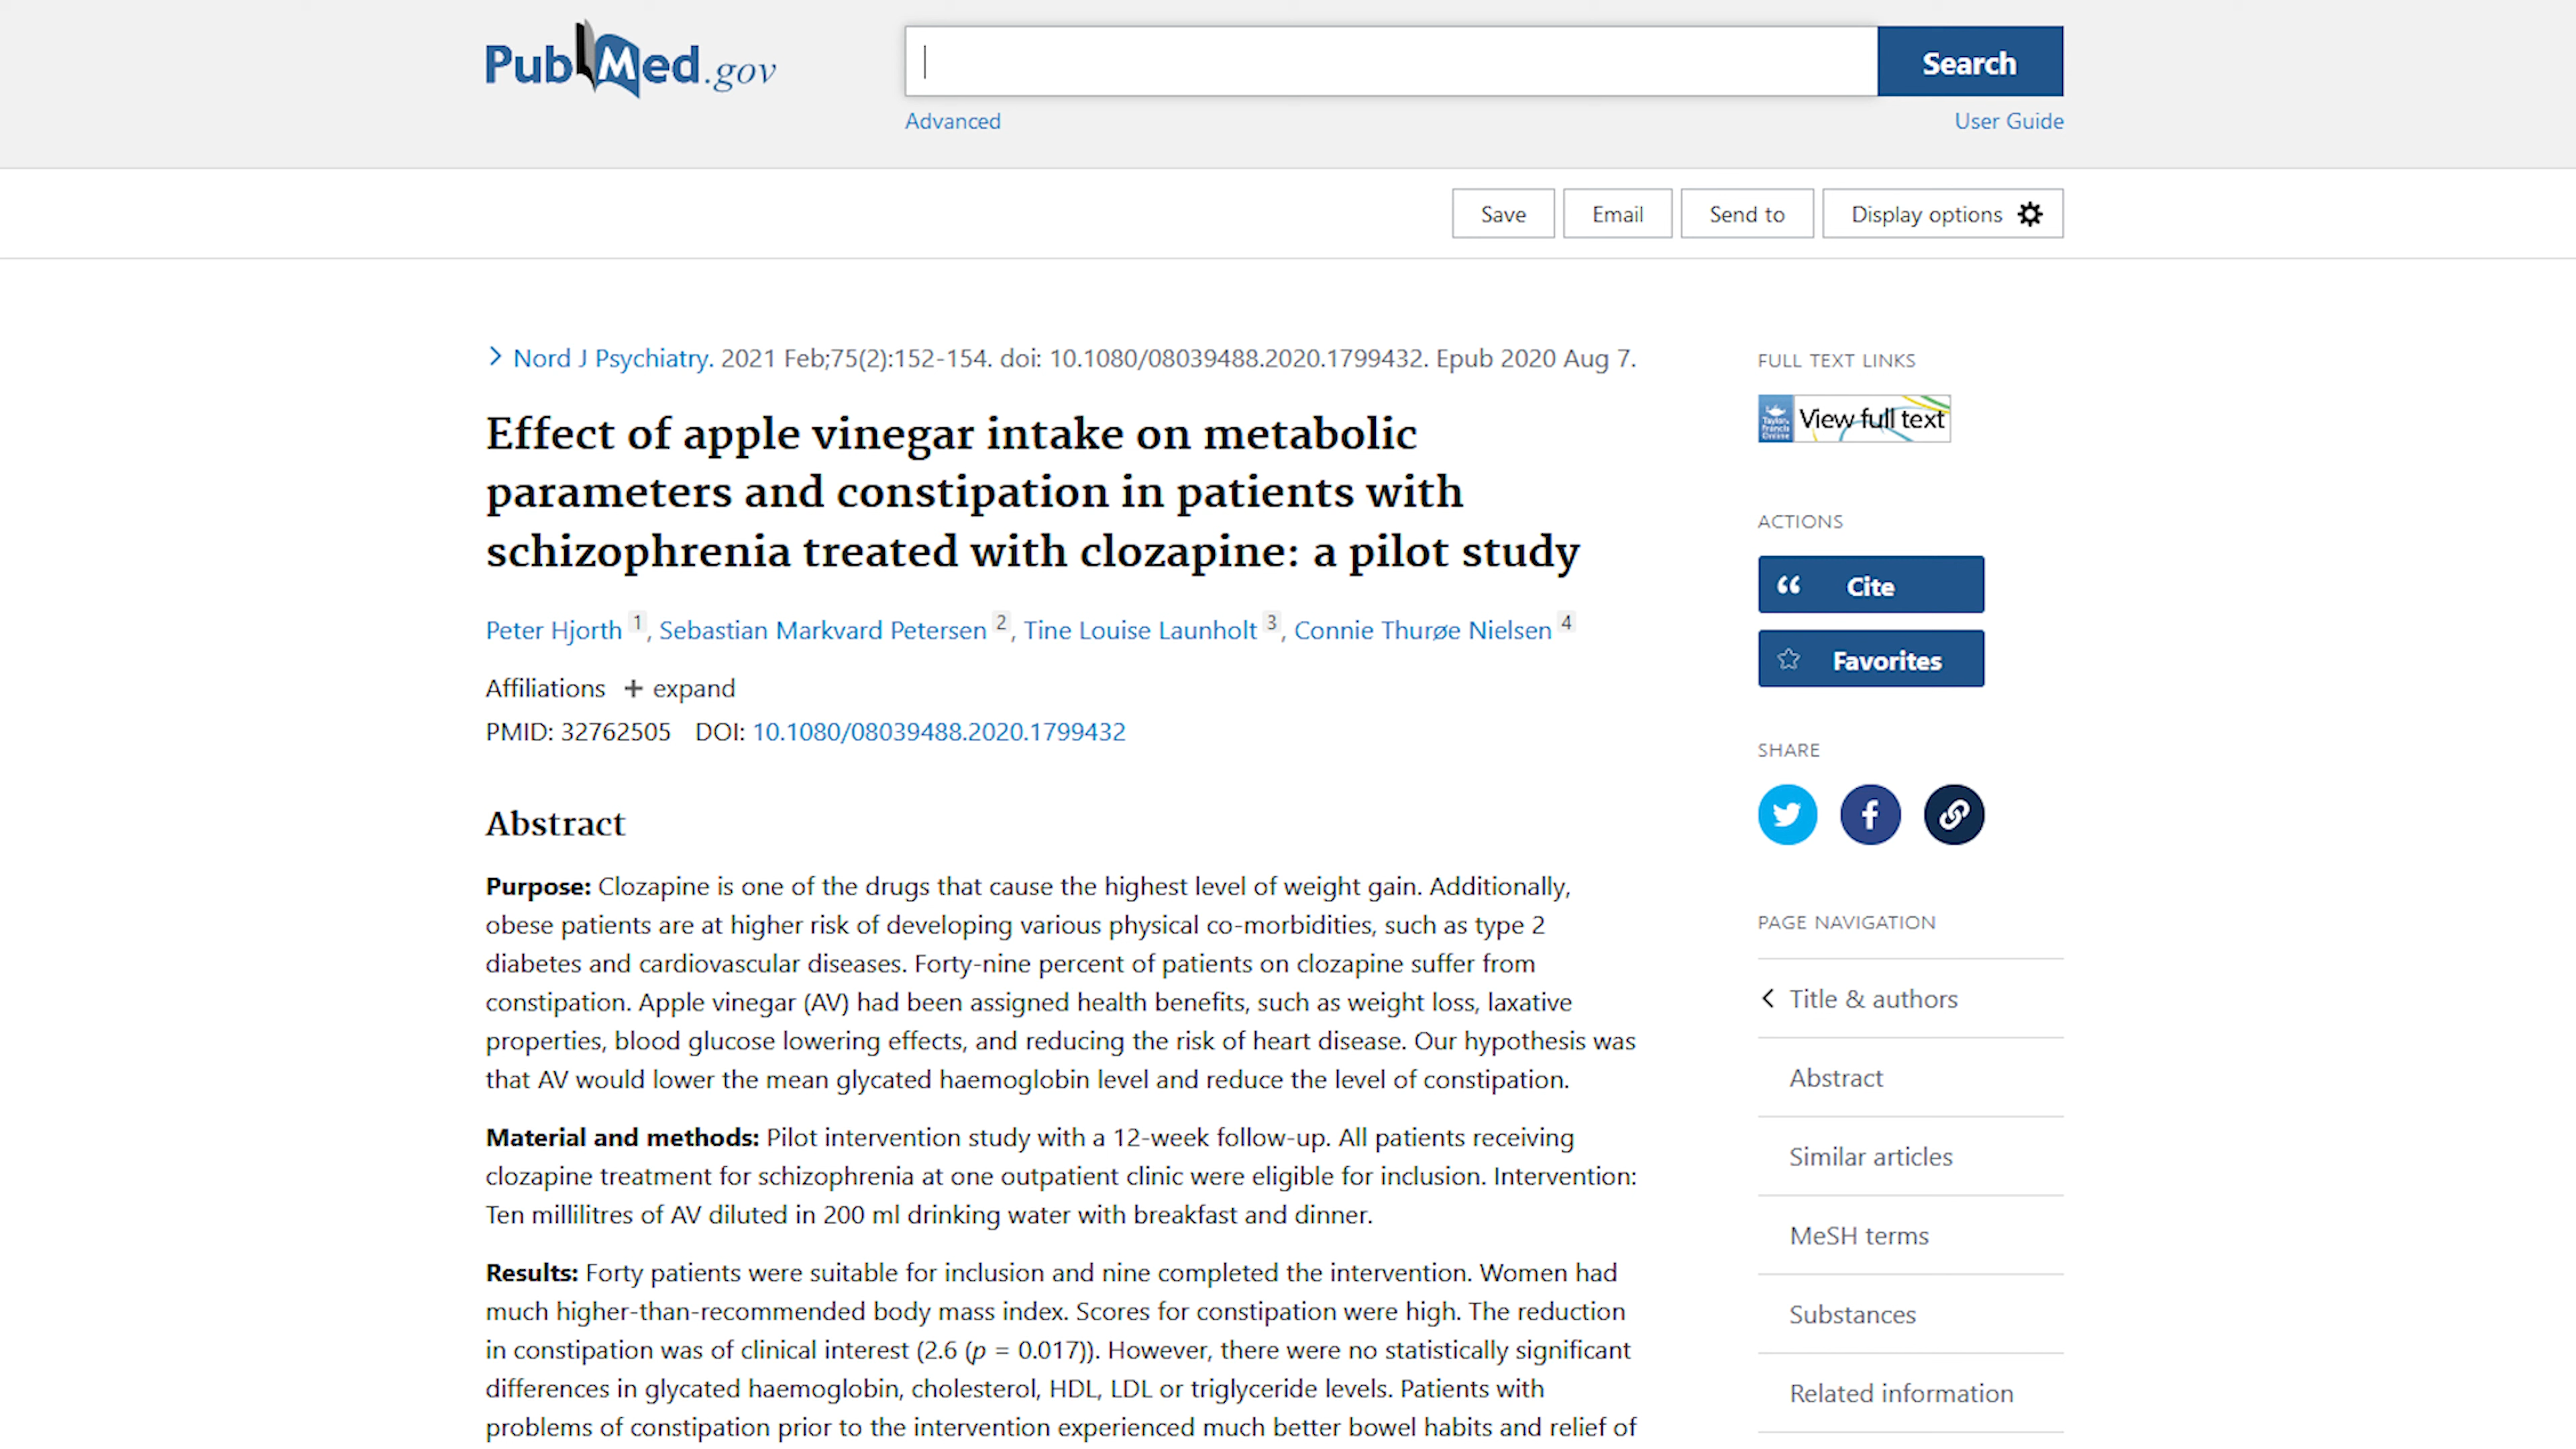 PubMed.gov
Search
Advanced
User Guide
Save
Email
Send to
Display options
Nord J Psychiatry. 2021 Feb;75(2):152-154. doi: 10.1080/08039488.2020.1799432. Epub 2020 Aug 7.
Effect of apple vinegar intake on metabolic
parameters and constipation in patients with
schizophrenia treated with clozapine: a pilot study
Peter Hjorth 1, Sebastian Markvard Petersen 2, Tine Louise Launholt 3, Connie Thurøe Nielsen 4
Affiliations + expand
PMID: 32762505 DOI: 10.1080/08039488.2020.1799432
Abstract
Purpose: Clozapine is one of the drugs that cause the highest level of weight gain. Additionally,
obese patients are at higher risk of developing various physical co-morbidities, such as type 2
diabetes and cardiovascular diseases. Forty-nine percent of patients on clozapine suffer from
constipation. Apple vinegar (AV) had been assigned health benefits, such as weight loss, laxative
properties, blood glucose lowering effects, and reducing the risk of heart disease. Our hypothesis was
that AV would lower the mean glycated haemoglobin level and reduce the level of constipation.
Material and methods: Pilot intervention study with a 12-week follow-up. All patients receiving
clozapine treatment for schizophrenia at one outpatient clinic were eligible for inclusion. Intervention:
Ten millilitres of AV diluted in 200 ml drinking water with breakfast and dinner.
Results: Forty patients were suitable for inclusion and nine completed the intervention. Women had
much higher-than-recommended body mass index. Scores for constipation were high. The reduction
in constipation was of clinical interest (2.6 (p = 0.017)). However, there were no statistically significant
differences in glycated haemoglobin, cholesterol, HDL, LDL or triglyceride levels. Patients with
problems of constipation prior to the intervention experienced much better bowel habits and relief of
FULL TEXT LINKS
Taylor & Francis Online
View full text
ACTIONS
Cite
Favorites
SHARE
PAGE NAVIGATION
Title & authors
Abstract
Similar articles
MeSH terms
Substances
Related information